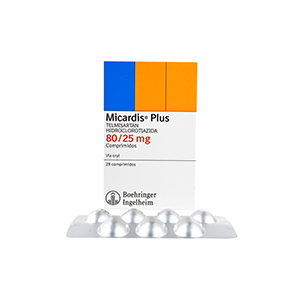 Micardis® Plus
TELMISARTAN
HIDROCLOROTIAZIDA
80/25 mg
Comprimidos
Vía oral
28 comprimidos
Boehringer
Ingelheim